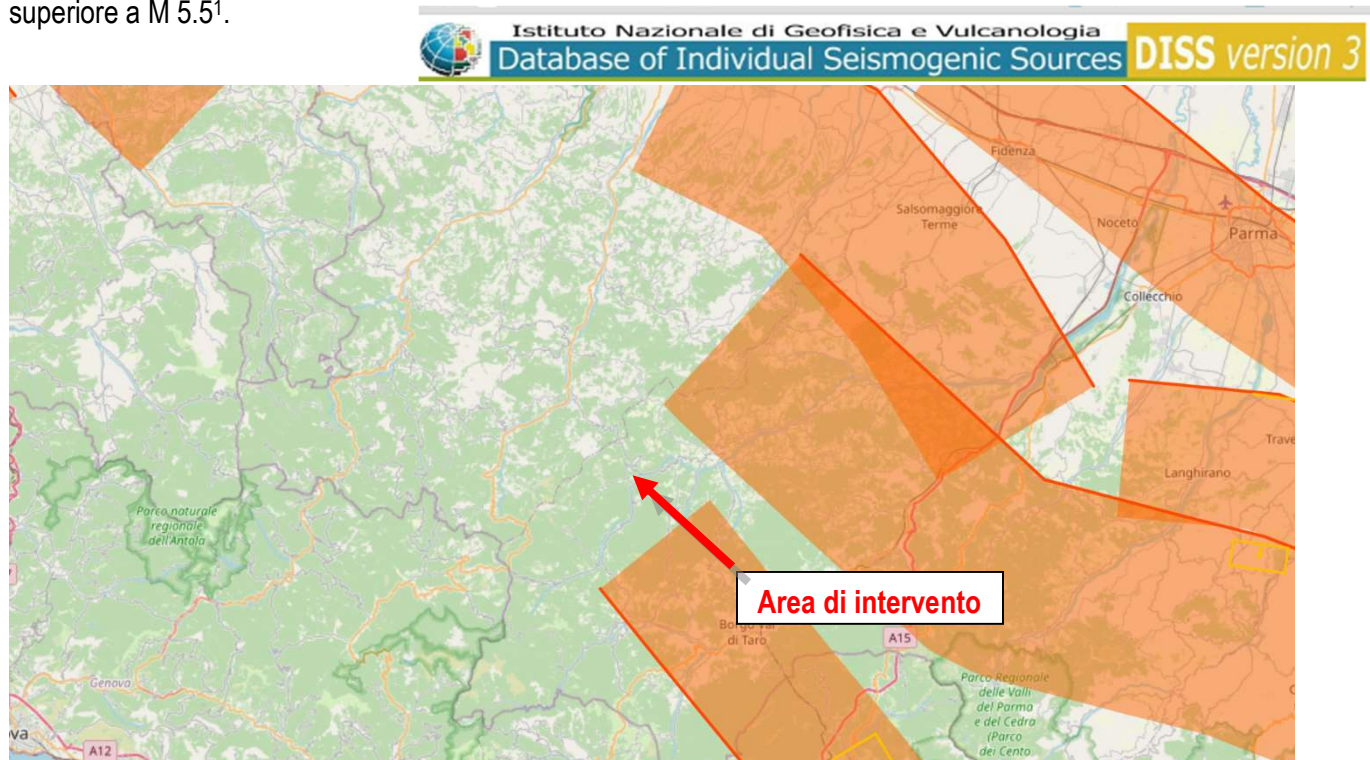 superiore a M 5.5¹.
Istituto Nazionale di Geofisica e Vulcanologia
Database of Individual Seismogenic Sources DISS version 3
Fidenza
Salsomaggiore
Terme
Noceto
Parma
Collecchio
Trave
Langhirano
Parco naturale
regionale
dell'Antola
Area di intervento
Borgo Val
di Taro
A15
Parco Regionale
delle Valli
del Parma
e del Cedra
(Parco
dei Cento
Genova
va
A12